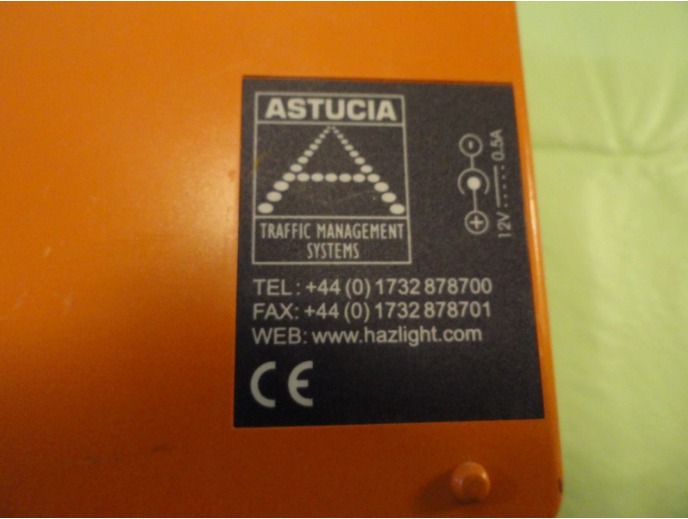 ASTUCIA
TRAFFIC MANAGEMENT
SYSTEMS
12V 0.5A
TEL: +44 (0) 1732 878700
FAX: +44 (0) 1732 878701
WEB: www.hazlight.com
CE